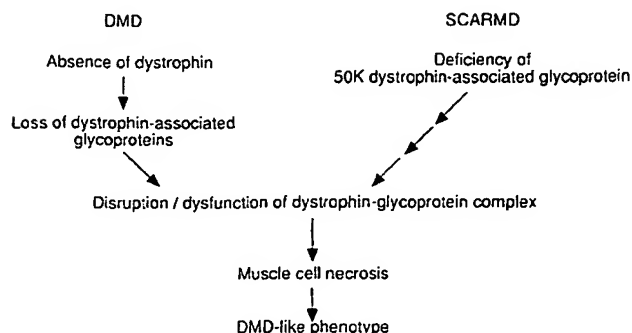 DMD
SCARMD
Absence of dystrophin
Deficiency of
50K dystrophin-associated glycoprotein
Loss of dystrophin-associated
glycoproteins
Disruption / dysfunction of dystrophin-glycoprotein complex
Muscle cell necrosis
DMD-like phenotype